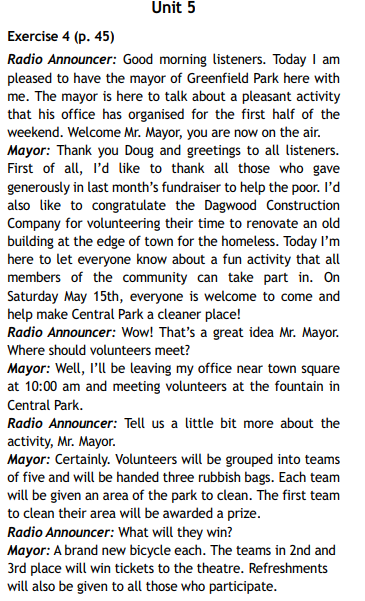 Unit 5
Exercise 4 (p. 45)
Radio Announcer: Good morning listeners. Today I am
pleased to have the mayor of Greenfield Park here with
me. The mayor is here to talk about a pleasant activity
that his office has organised for the first half of the
weekend. Welcome Mr. Mayor, you are now on the air.
Mayor: Thank you Doug and greetings to all listeners.
First of all, I'd like to thank all those who gave
generously in last month's fundraiser to help the poor. I'd
also like to congratulate the Dagwood Construction
Company for volunteering their time to renovate an old
building at the edge of town for the homeless. Today I'm
here to let everyone know about a fun activity that all
members of the community can take part in. On
Saturday May 15th, everyone is welcome to come and
help make Central Park a cleaner place!
Radio Announcer: Wow! That's a great idea Mr. Mayor.
Where should volunteers meet?
Mayor: Well, I'll be leaving my office near town square
at 10:00 am and meeting volunteers at the fountain in
Central Park.
Radio Announcer: Tell us a little bit more about the
activity, Mr. Mayor.
Mayor: Certainly. Volunteers will be grouped into teams
of five and will be handed three rubbish bags. Each team
will be given an area of the park to clean. The first team
to clean their area will be awarded a prize.
Radio Announcer: What will they win?
Mayor: A brand new bicycle each. The teams in 2nd and
3rd place will win tickets to the theatre. Refreshments
will also be given to all those who participate.